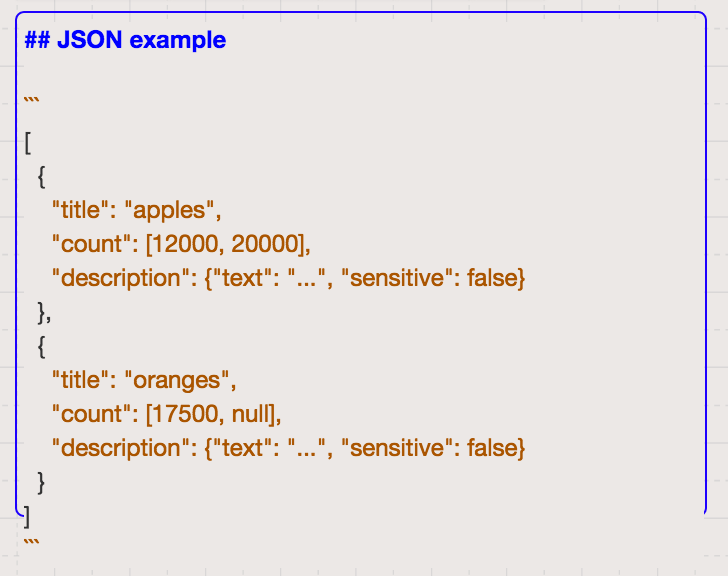 ## JSON example

```
[
  {
    "title": "apples",
    "count": [12000, 20000],
    "description": {"text": "...", "sensitive": false}
  },
  {
    "title": "oranges",
    "count": [17500, null],
    "description": {"text": "...", "sensitive": false}
  }
]
```